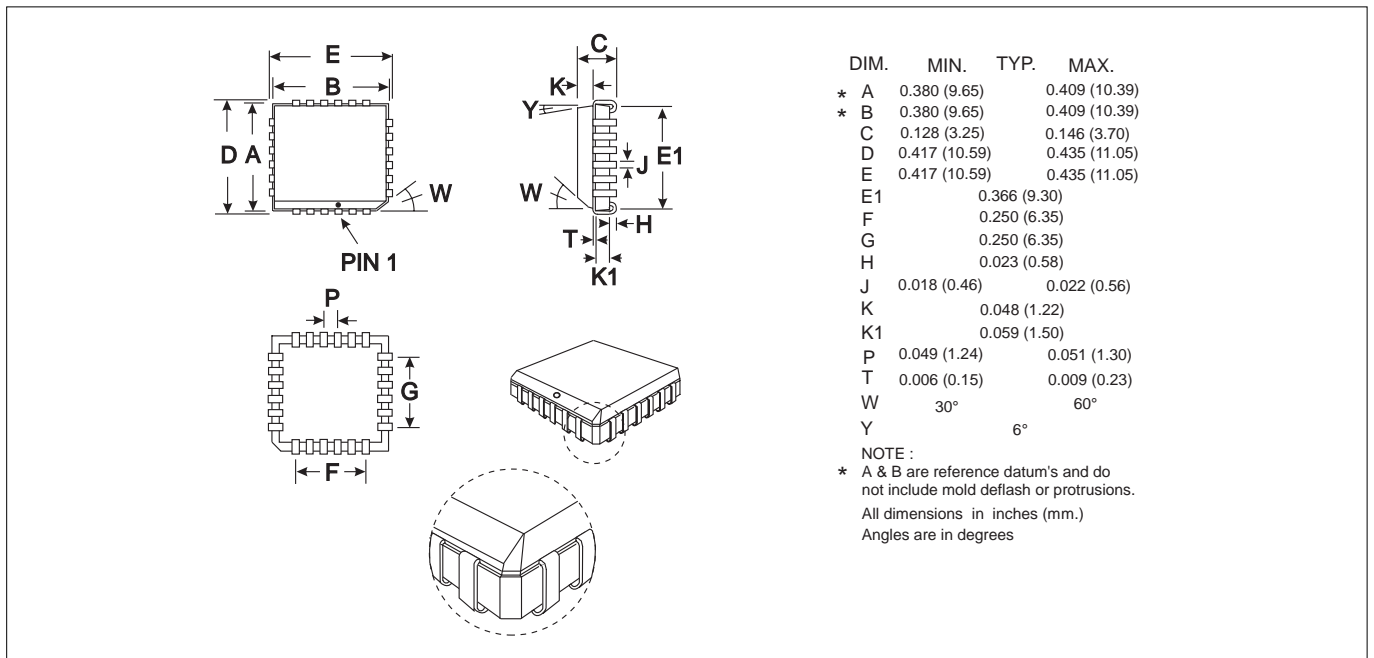 E
B
D A
W
PIN 1
C
K
Y
E1
J
W
H
T
K1
P
G
F
DIM. MIN. TYP. MAX.
* A 0.380 (9.65) 0.409 (10.39)
* B 0.380 (9.65) 0.409 (10.39)
C 0.128 (3.25) 0.146 (3.70)
D 0.417 (10.59) 0.435 (11.05)
E 0.417 (10.59) 0.435 (11.05)
E1 0.366 (9.30)
F 0.250 (6.35)
G 0.250 (6.35)
H 0.023 (0.58)
J 0.018 (0.46) 0.022 (0.56)
K 0.048 (1.22)
K1 0.059 (1.50)
P 0.049 (1.24) 0.051 (1.30)
T 0.006 (0.15) 0.009 (0.23)
W 30° 60°
Y 6°
NOTE :
* A & B are reference datum's and do
not include mold deflash or protrusions.
All dimensions in inches (mm.)
Angles are in degrees